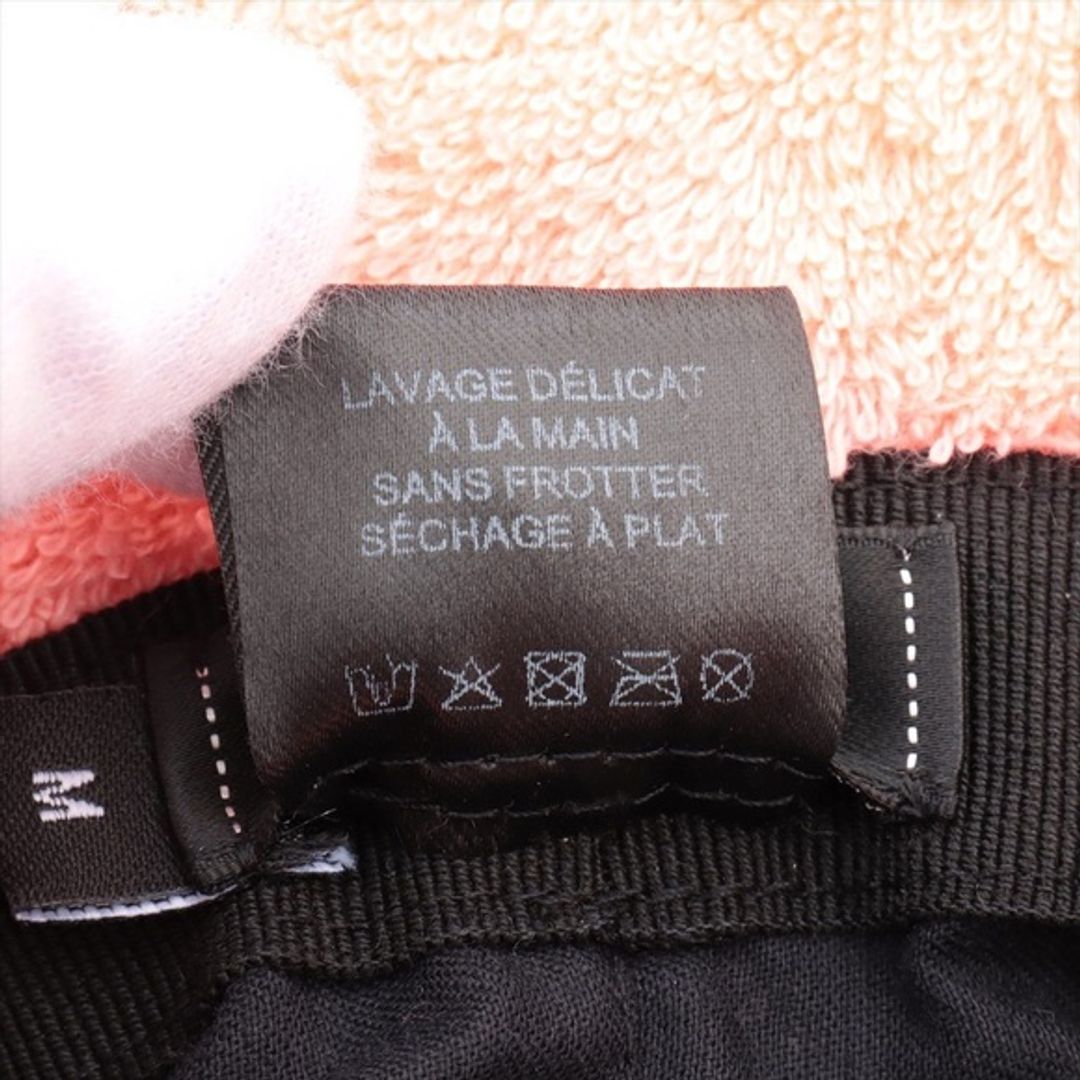 LAVAGE DÉLICAT
À LA MAIN
SANS FROTTER
SÉCHAGE À PLAT
M